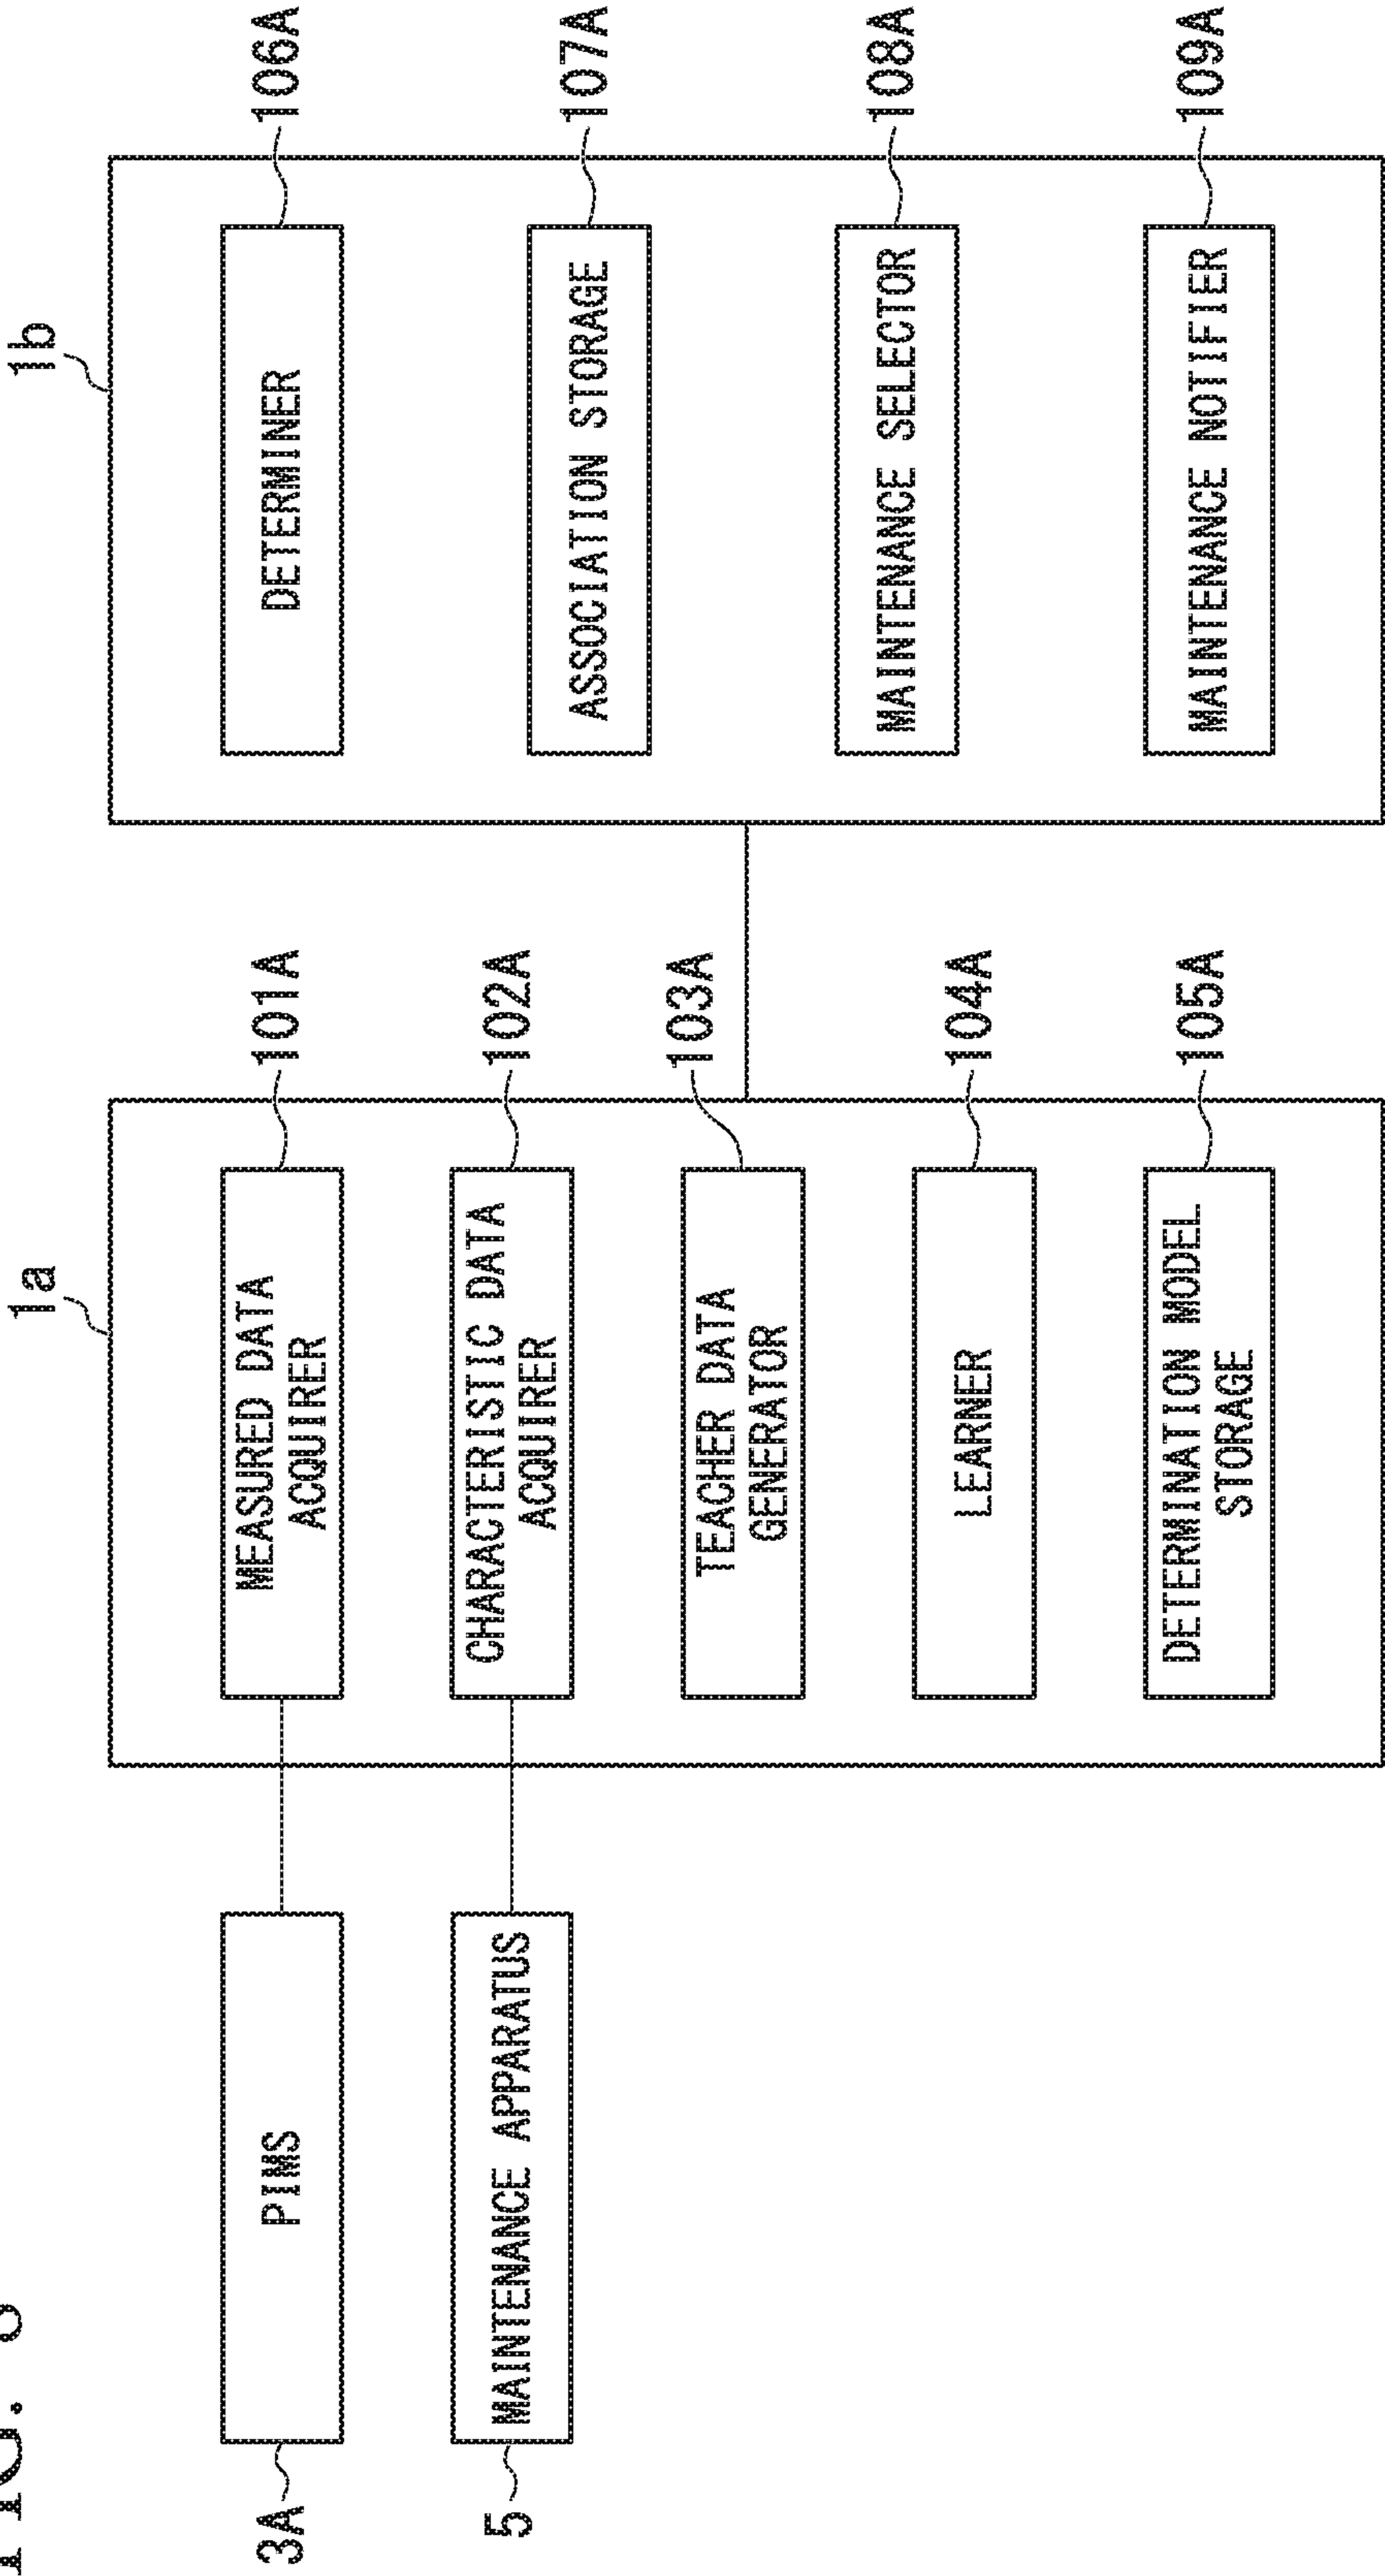 FIG.
3A
PIMS
5
MAINTENANCE APPARATUS
1a
MEASURED DATA
ACQUIRER
101A
CHARACTERISTIC DATA
ACQUIRER
102A
TEACHER DATA
GENERATOR
103A
LEARNER
104A
DETERMINATION MODEL
STORAGE
105A
1b
DETERMINER
106A
ASSOCIATION STORAGE
107A
MAINTENANCE SELECTOR
108A
MAINTENANCE NOTIFIER
109A